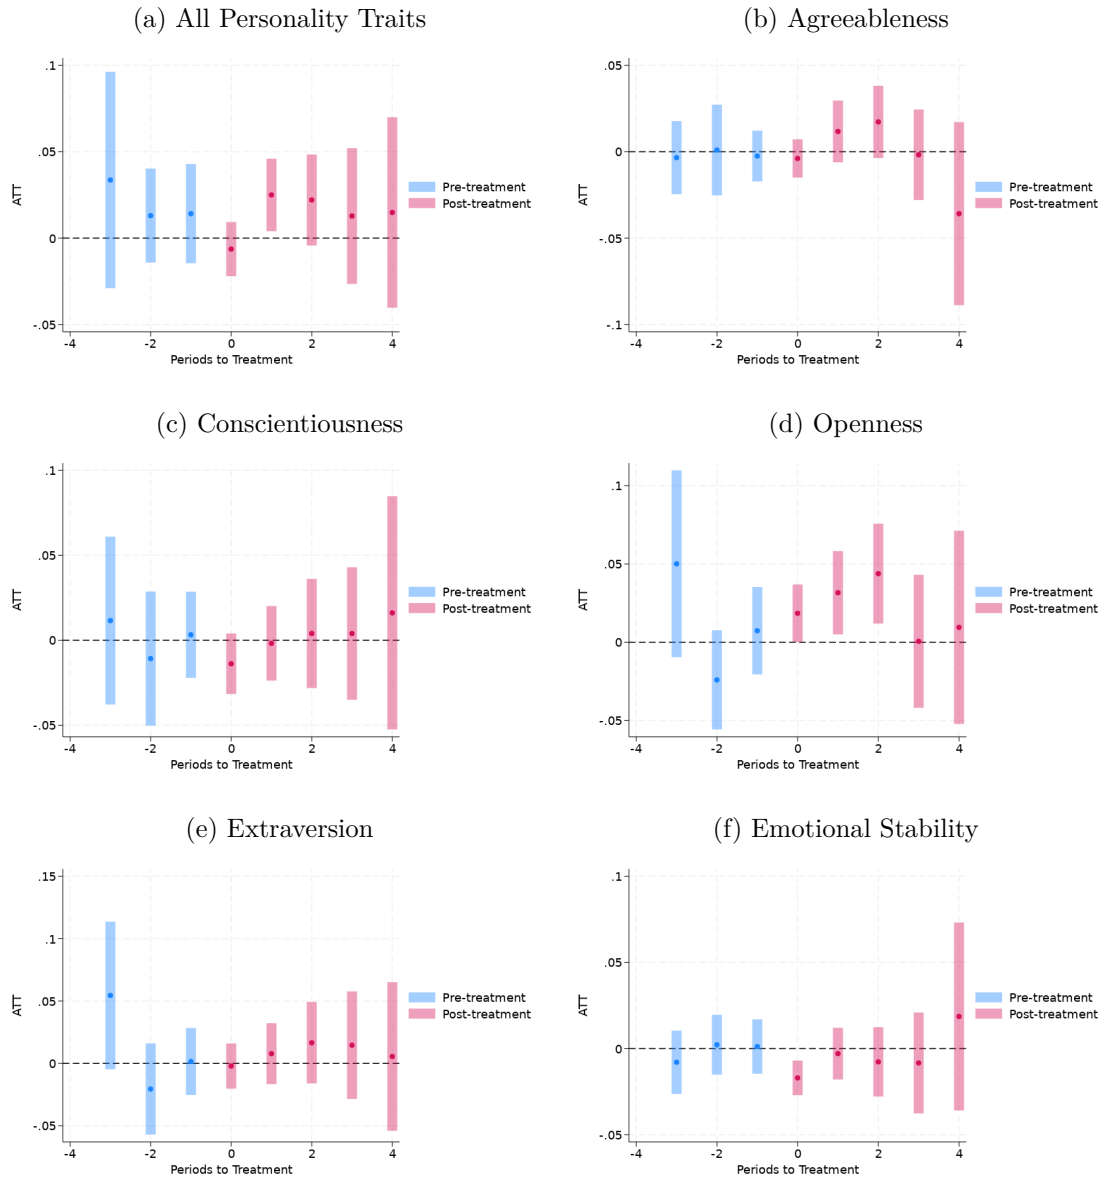 (a) All Personality Traits
.1
.05
0
-.05
ATT
-4 -2 0 2 4
Periods to Treatment
Pre-treatment
Post-treatment
(b) Agreeableness
.05
0
-.05
-.1
ATT
-4 -2 0 2 4
Periods to Treatment
Pre-treatment
Post-treatment
(c) Conscientiousness
.1
.05
0
-.05
ATT
-4 -2 0 2 4
Periods to Treatment
Pre-treatment
Post-treatment
(d) Openness
.1
.05
0
-.05
ATT
-4 -2 0 2 4
Periods to Treatment
Pre-treatment
Post-treatment
(e) Extraversion
.15
.1
.05
0
-.05
ATT
-4 -2 0 2 4
Periods to Treatment
Pre-treatment
Post-treatment
(f) Emotional Stability
.1
.05
0
-.05
ATT
-4 -2 0 2 4
Periods to Treatment
Pre-treatment
Post-treatment